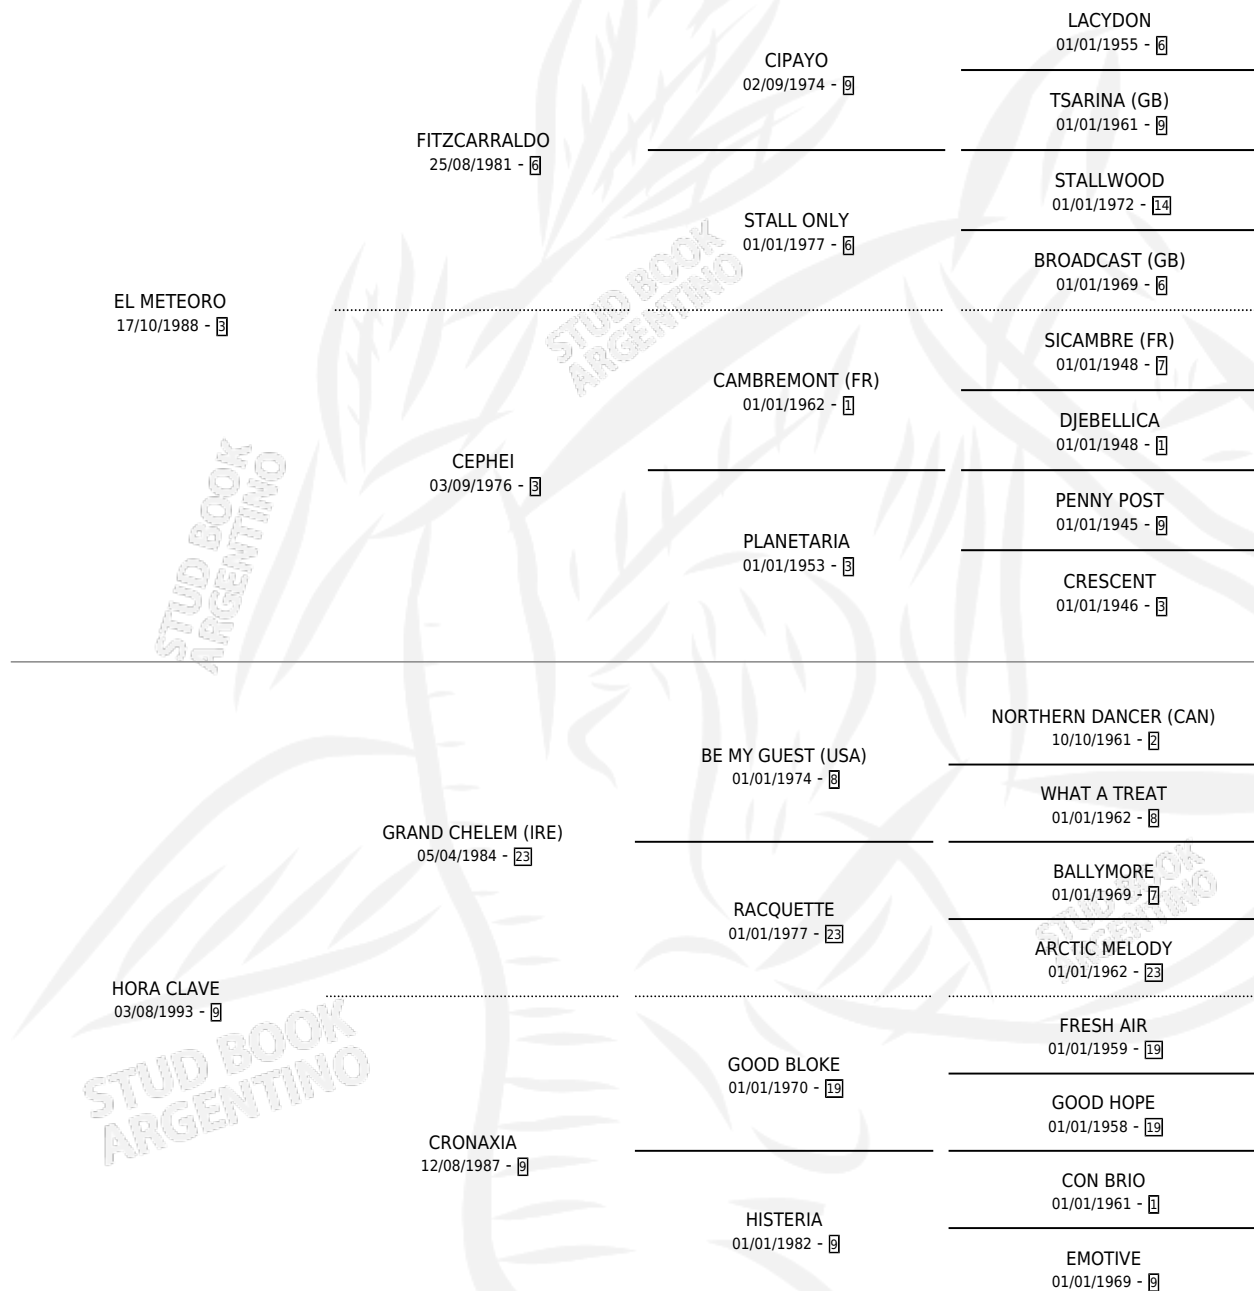 LACYDON
01/01/1955 - 6
CIPAYO
02/09/1974 - 9
TSARINA (GB)
01/01/1961 - 9
FITZCARRALDO
25/08/1981 - 6
STALLWOOD
01/01/1972 - 14
STALL ONLY
01/01/1977 - 6
BROADCAST (GB)
01/01/1969 - 6
EL METEORO
17/10/1988 - 3
STUD BOOK
ARGENTINO
SICAMBRE (FR)
01/01/1948 - 7
CAMBREMONT (FR)
01/01/1962 - 1
DJEBELLICA
01/01/1948 - 1
CEPHEI
03/09/1976 - 3
PENNY POST
01/01/1945 - 9
PLANETARIA
01/01/1953 - 3
CRESCENT
01/01/1946 - 3
STUD BOOK
ARGENTINO
NORTHERN DANCER (CAN)
10/10/1961 - 2
BE MY GUEST (USA)
01/01/1974 - 8
WHAT A TREAT
01/01/1962 - 8
GRAND CHELEM (IRE)
05/04/1984 - 23
BALLYMORE
01/01/1969 - 7
RACQUETTE
01/01/1977 - 23
ARCTIC MELODY
01/01/1962 - 23
STUD BOOK
ARGENTINO
HORA CLAVE
03/08/1993 - 9
FRESH AIR
01/01/1959 - 19
GOOD BLOKE
01/01/1970 - 19
GOOD HOPE
01/01/1958 - 19
STUD BOOK
ARGENTINO
CRONAXIA
12/08/1987 - 9
CON BRIO
01/01/1961 - 1
HISTERIA
01/01/1982 - 9
EMOTIVE
01/01/1969 - 9